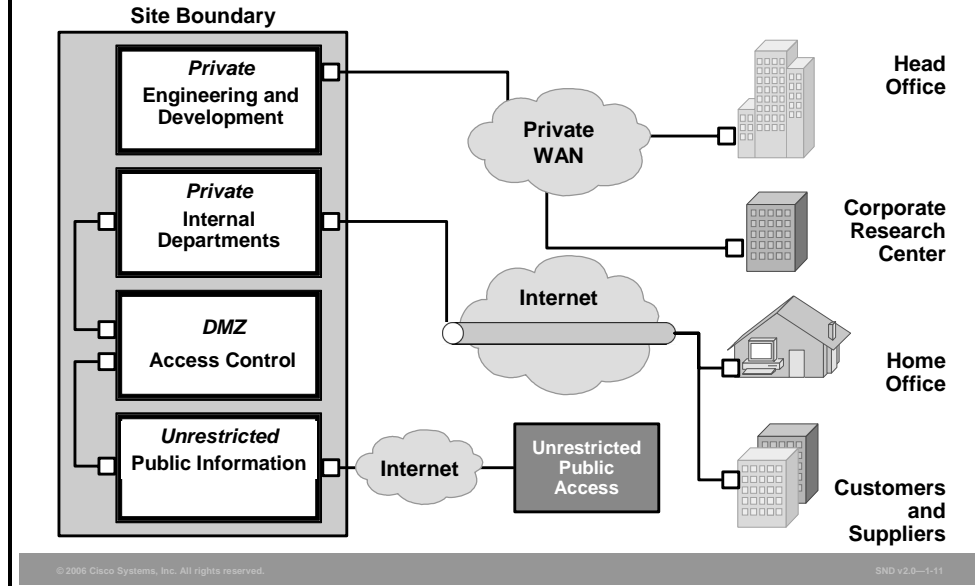 Site Boundary
Private
Engineering and
Development
Private
Internal
Departments
DMZ
Access Control
Unrestricted
Public Information
Private
WAN
Internet
Internet
Unrestricted
Public
Access
Head
Office
Corporate
Research
Center
Home
Office
Customers
and
Suppliers
© 2006 Cisco Systems, Inc. All rights reserved.
SND v2.0—1-11